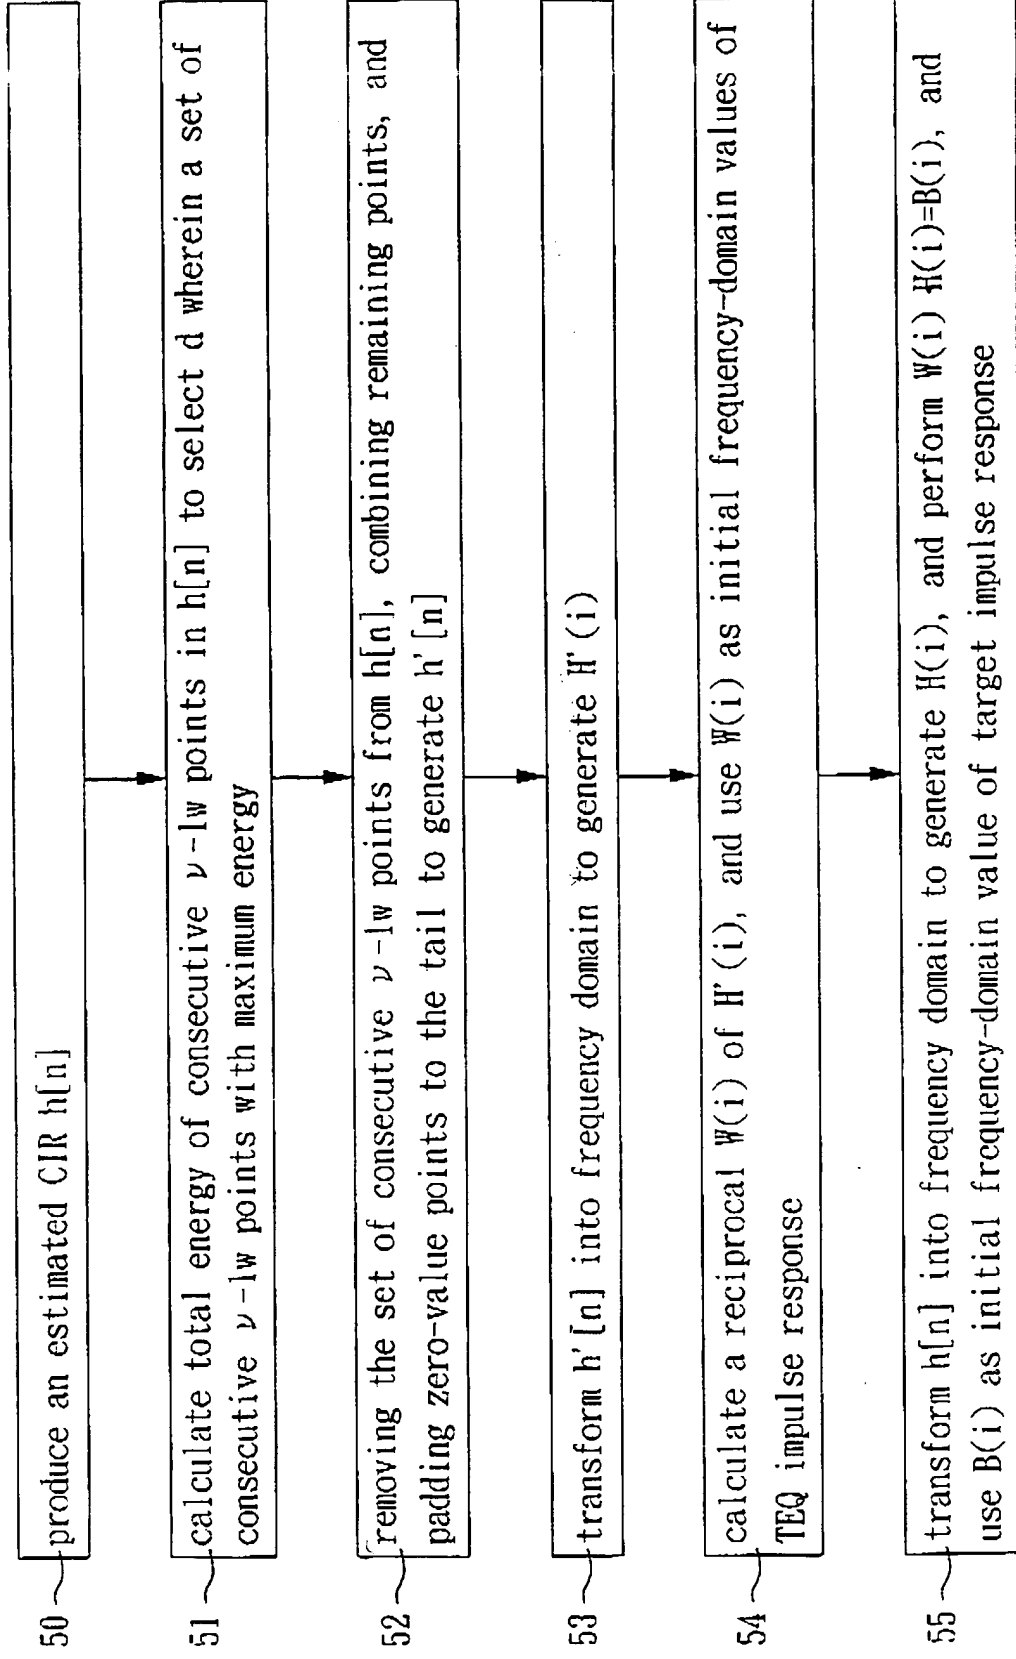 50 produce an estimated CIR h[n]
51 calculate total energy of consecutive ν-lw points in h[n] to select d wherein a set of
consecutive ν-lw points with maximum energy
52 removing the set of consecutive ν-lw points from h[n], combining remaining points, and
padding zero-value points to the tail to generate h'[n]
53 transform h'[n] into frequency domain to generate H'(i)
54 calculate a reciprocal W(i) of H'(i), and use W(i) as initial frequency-domain values of
TEQ impulse response
55 transform h[n] into frequency domain to generate H(i), and perform W(i) H(i)=B(i), and
use B(i) as initial frequency-domain value of target impulse response